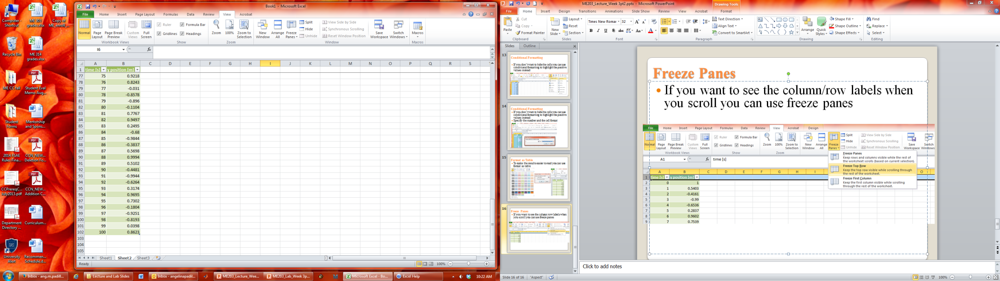 Computer - Shortcut
ME 303 grades.xlsx
Copy of ME_enroll_...
Recycle Bin
ME 314 grades.xlsx
ME CC fall
Student Eval Memo Aug...
Student Forms
Mentorship and Spons...
2014 FSAE Rules Fina...
CCN_NEW... Deletion Fo...
CCPrereqC... July2013.pdf
CCN_NEW... Addition C...
Department Directory ...
Curriculum...
University Alert
Recommen... Schedule.d...
Book1 - Microsoft Excel
File Home Insert Page Layout Formulas Data Review View Acrobat
Normal Page Layout Page Break Preview Custom Views Full Screen
Workbook Views
Ruler Formula Bar
Gridlines Headings
Show
Zoom 100% Zoom to Selection
Zoom
New Window Arrange All Freeze Panes
Split
Hide
Unhide
View Side by Side
Synchronous Scrolling
Reset Window Position
Window
Save Workspace Switch Windows
Macros
Macros
I6 fx
A B C D E F G H I J K L M N O P Q R S
1 time [s] y position [m]
77 75 0.9218
78 76 0.8243
79 77 -0.031
80 78 -0.8578
81 79 -0.896
82 80 -0.1104
83 81 0.7767
84 82 0.9497
85 83 0.2495
86 84 -0.68
87 85 -0.9844
88 86 -0.3837
89 87 0.5698
90 88 0.9994
91 89 0.5102
92 90 -0.4481
93 91 -0.9944
94 92 -0.6264
95 93 0.3174
96 94 0.9695
97 95 0.7302
98 96 -0.1804
99 97 -0.9251
100 98 -0.8193
101 99 0.0398
102 100 0.8623
103
104
105
Sheet1 Sheet2 Sheet3
Ready 100%
Inbox - ang.m.padill... Lecture and Lab Slides Inbox - angelinapadil... ME203_Lecture_Wee... ME203_Lab_Week 3p... Microsoft Excel - Bo... Excel Help 10:22 AM
ME203_Lecture_Week 3pt2.pptx - Microsoft PowerPoint
Drawing Tools
File Home Insert Design Transitions Animations Slide Show Review View Acrobat Format
Paste
Cut
Copy
Format Painter
Clipboard
New Slide
Layout
Reset
Section
Slides
Times New Romar 32
B I U S abc AV Aa A
Font
Text Direction
Align Text
Convert to SmartArt
Paragraph
Arrange Quick Styles
Shape Fill
Shape Outline
Shape Effects
Drawing
Find
Replace
Select
Editing
Slides Outline
13
Conditional Formatting
If you don't want to hide the cells you can use
conditional formatting to highlight the positive
values instead
14
Conditional Formatting
If you don't want to hide the cells you can use
conditional formatting to highlight the positive
values instead
Specify the number and the cell format
15
Format as Table
To make the results easier to read you can use
format as table
16
Freeze Panes
If you want to see the column/row labels when
you scroll you can use freeze panes
Freeze Panes
• If you want to see the column/row labels when
you scroll you can use freeze panes
File Home Insert Page Layout Formulas Data Review View Acrobat Design
Normal Page Layout Page Break Preview Custom Views Full Screen
Workbook Views
Ruler Formula Bar
Gridlines Headings
Show
Zoom 100% Zoom to Selection
Zoom
New Window Arrange All Freeze Panes
Split
Hide
Unhide
View Side by Side
Synchronous Scrolling
Reset Window Position
Save Workspace Switch Windows
Freeze Panes
Keep rows and columns visible while the rest of
the worksheet scrolls (based on current selection).
Freeze Top Row
Keep the top row visible while scrolling through
the rest of the worksheet.
Freeze First Column
Keep the first column visible while scrolling
through the rest of the worksheet.
A1 fx time [s]
A B C D E F G H I O
1 time [s] y position [m]
2 0 1
3 1 0.5403
4 2 -0.4161
5 3 -0.99
6 4 -0.6536
7 5 0.2837
8 6 0.9602
9 7 0.7539
Click to add notes
Slide 16 of 16 "Aspect" 100%